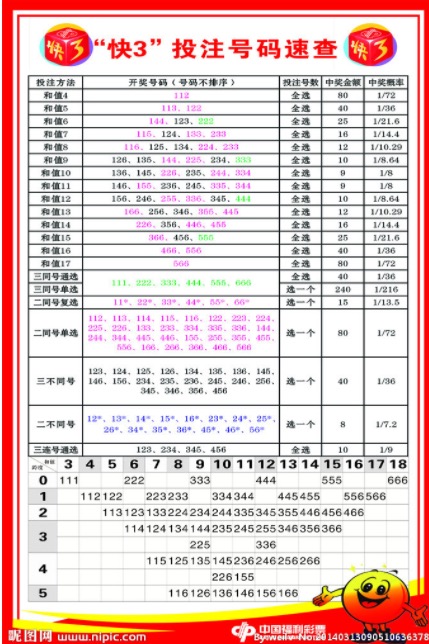 快3
"快3"投注号码速查
快3
投注方法 开奖号码(号码不排序) 投注号数 中奖金额 中奖概率
和值4 112 全选 80 1/72
和值5 113、122 全选 40 1/36
和值6 144、123、222 全选 25 1/21.6
和值7 115、124、133、233 全选 16 1/14.4
和值8 116、125、134、224、233 全选 12 1/10.29
和值9 126、135、144、225、234、333 全选 10 1/8.64
和值10 136、145、226、235、244、334 全选 9 1/8
和值11 146、155、236、245、335、344 全选 9 1/8
和值12 156、246、255、336、345、444 全选 10 1/8.64
和值13 166、256、346、355、445 全选 12 1/10.29
和值14 226、356、446、455 全选 16 1/14.4
和值15 366、456、555 全选 25 1/21.6
和值16 466、556 全选 40 1/36
和值17 566 全选 80 1/72
三同号通选 111、222、333、444、555、666 全选 40 1/36
三同号单选 选一个 240 1/216
二同号复选 11*、22*、33*、44*、55*、66* 选一个 15 1/13.5
二同号单选 112、113、114、115、116、122、223、224、
225、226、133、233、334、335、336、144、
244、344、445、446、155、255、355、455、
556、166、266、366、466、566 选一个 80 1/72
三不同号 123、124、125、126、134、135、136、145、
146、156、234、235、236、245、246、256、
345、346、356、456 选一个 40 1/36
二不同号 12*、13*、14*、15*、16*、23*、24*、25*、
26*、34*、35*、36*、45*、46*、56* 选一个 8 1/7.2
三连号通选 123、234、345、456 全选 10 1/9
跨度 和值 3 4 5 6 7 8 9 10 11 12 13 14 15 16 17 18
0 111 222 333 444 555 666
1 112 122 223 233 334 344 445 455 556 566
2 113 123 133 224 234 244 335 345 355 446 456 466
3 114 124 134 144 235 245 255 346 356 366
225 336
4 115 125 135 145 236 246 256 266
226 155
5 116 126 136 146 156 166
昵图网 www.nipic.com
中国福利彩票
By:weifu No:20140313090510636378